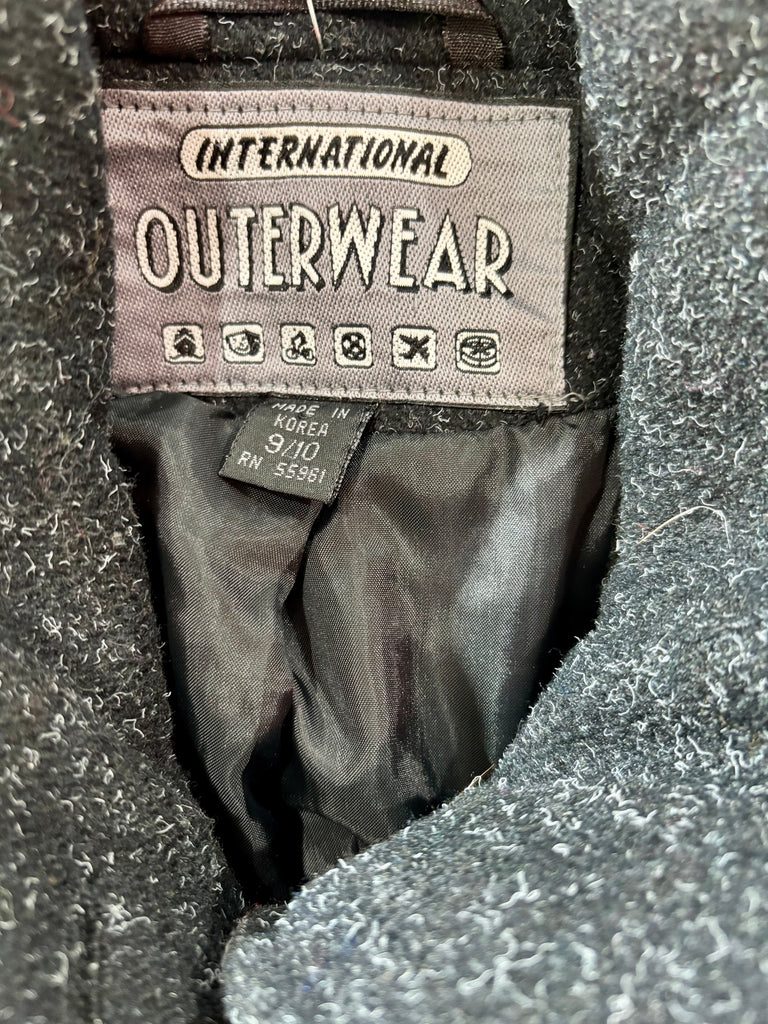 INTERNATIONAL
OUTERWEAR
MADE IN
KOREA
9/10
RN 55961